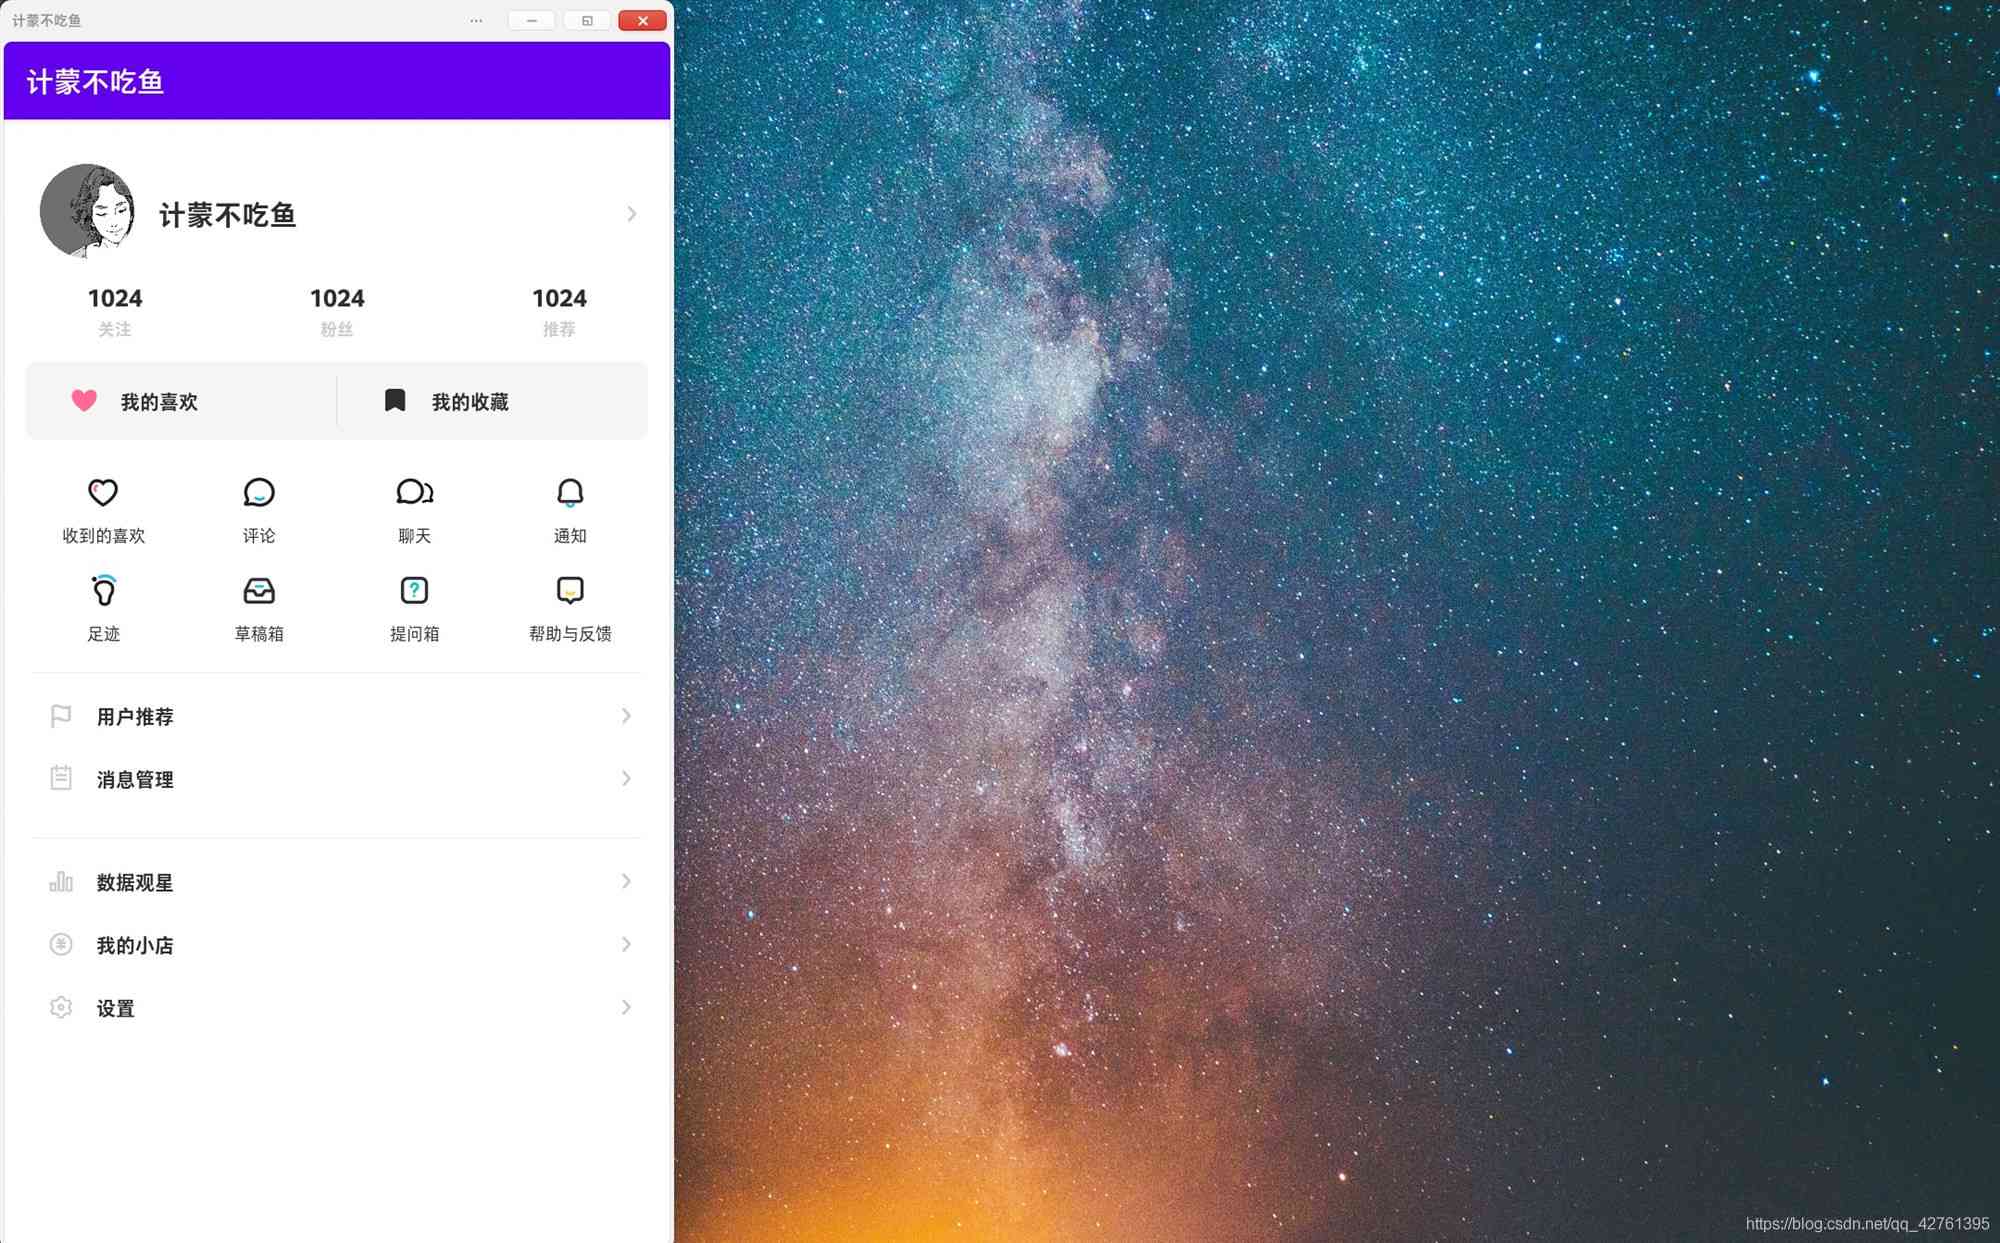 计蒙不吃鱼
计蒙不吃鱼
计蒙不吃鱼
1024 1024 1024
关注 粉丝 推荐
我的喜欢 我的收藏
收到的喜欢 评论 聊天 通知
足迹 草稿箱 提问箱 帮助与反馈
用户推荐
消息管理
数据观星
我的小店
设置
https://blog.csdn.net/qq_42761395